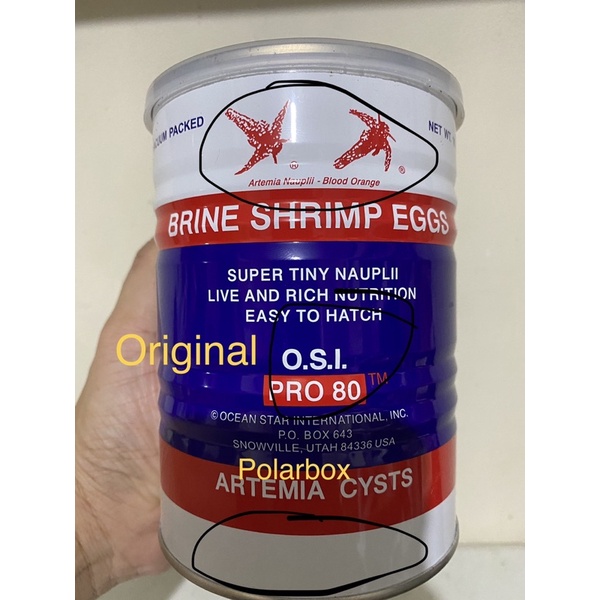 PACKED
NET WT.
®
®
Artemia Nauplii - Blood Orange
BRINE SHRIMP EGGS
SUPER TINY NAUPLII
LIVE AND RICH NUTRITION
EASY TO HATCH
Original
O.S.I.
PRO 80 TM
© OCEAN STAR INTERNATIONAL, INC.
P.O. BOX 643
SNOWVILLE, UTAH 84336 USA
Polarbox
ARTEMIA CYSTS